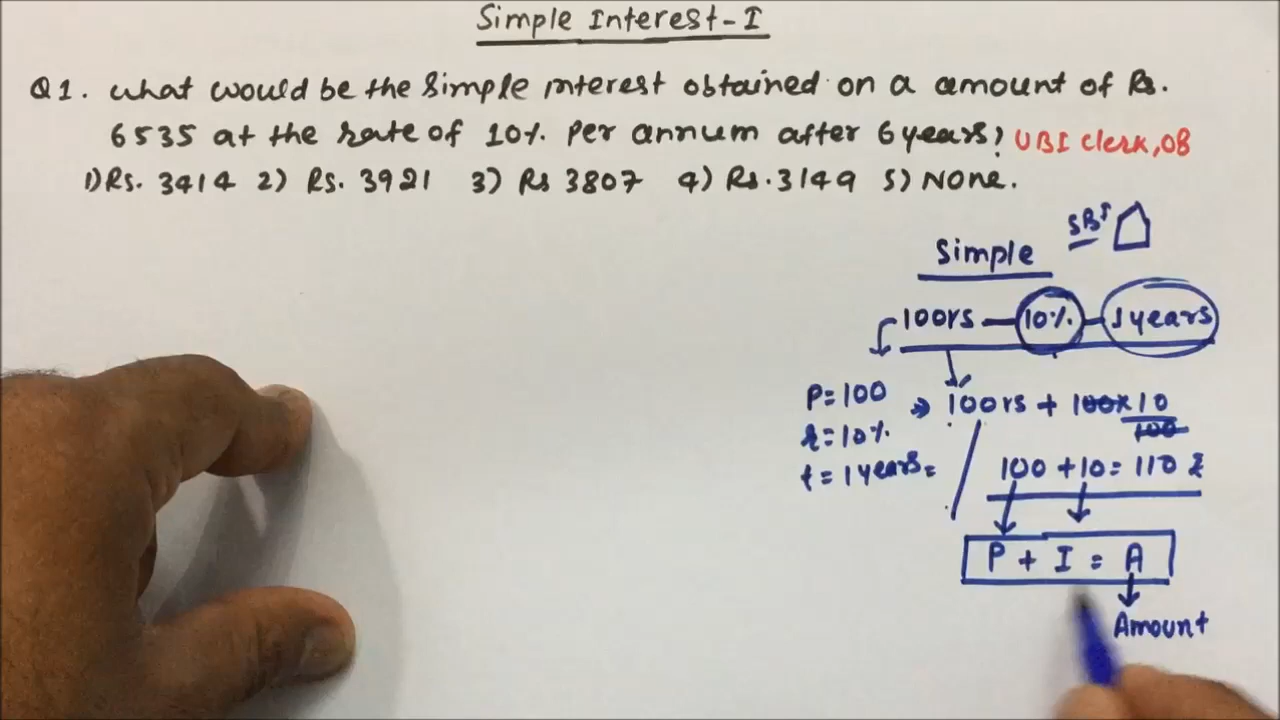 Simple Interest-I
Q1. what would be the Simple interest obtained on a amount of Rs.
6535 at the rate of 10% Per annum after 6 years? UBI Clerk, 08
1) Rs. 3414 2) Rs. 3921 3) Rs 3807 4) Rs. 3149 5) NONE.
SBI
Simple
100rs — 10% — 1 years
P=100
r=10%
t=1years=
100rs + 100×10
100
100 + 10 = 110
P + I = A
Amount